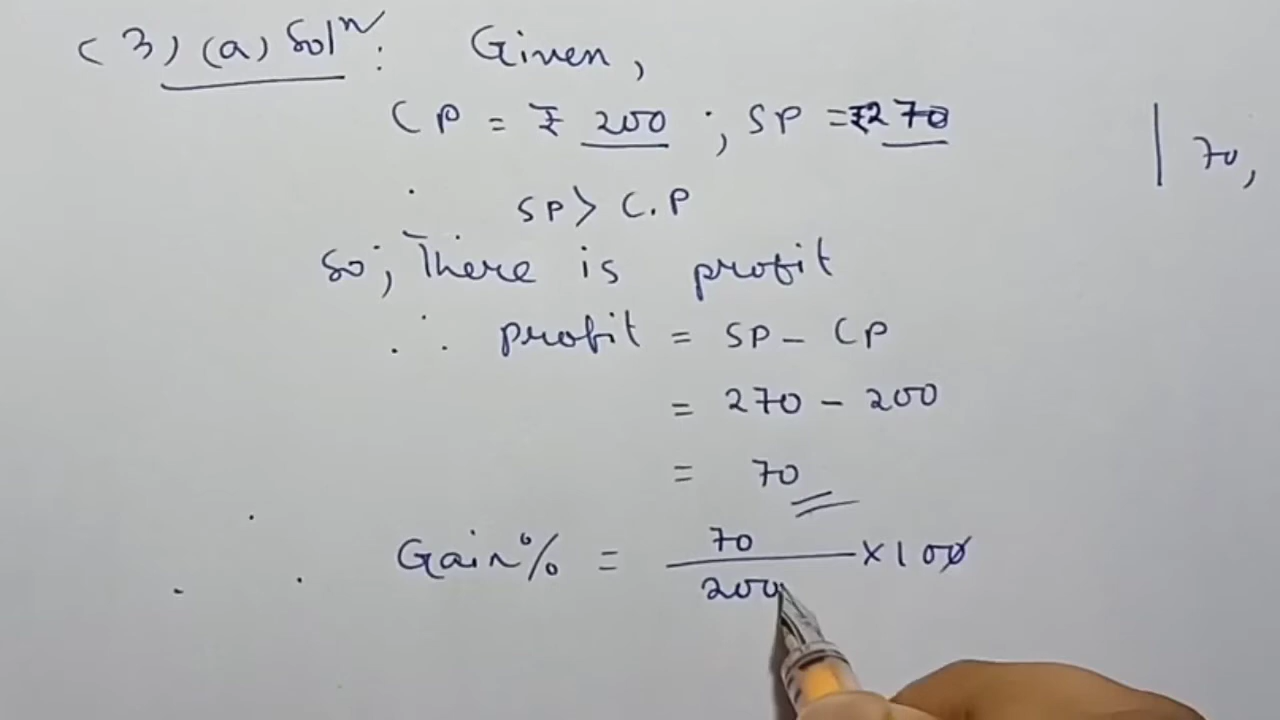 (3) (a) Solⁿ: Given,
CP = ₹ 200 ; SP = ₹270
70,
∴ SP > C.P
So; There is profit
∴ profit = SP - CP
= 270 - 200
= 70
∴ Gain% = 70/200 × 100